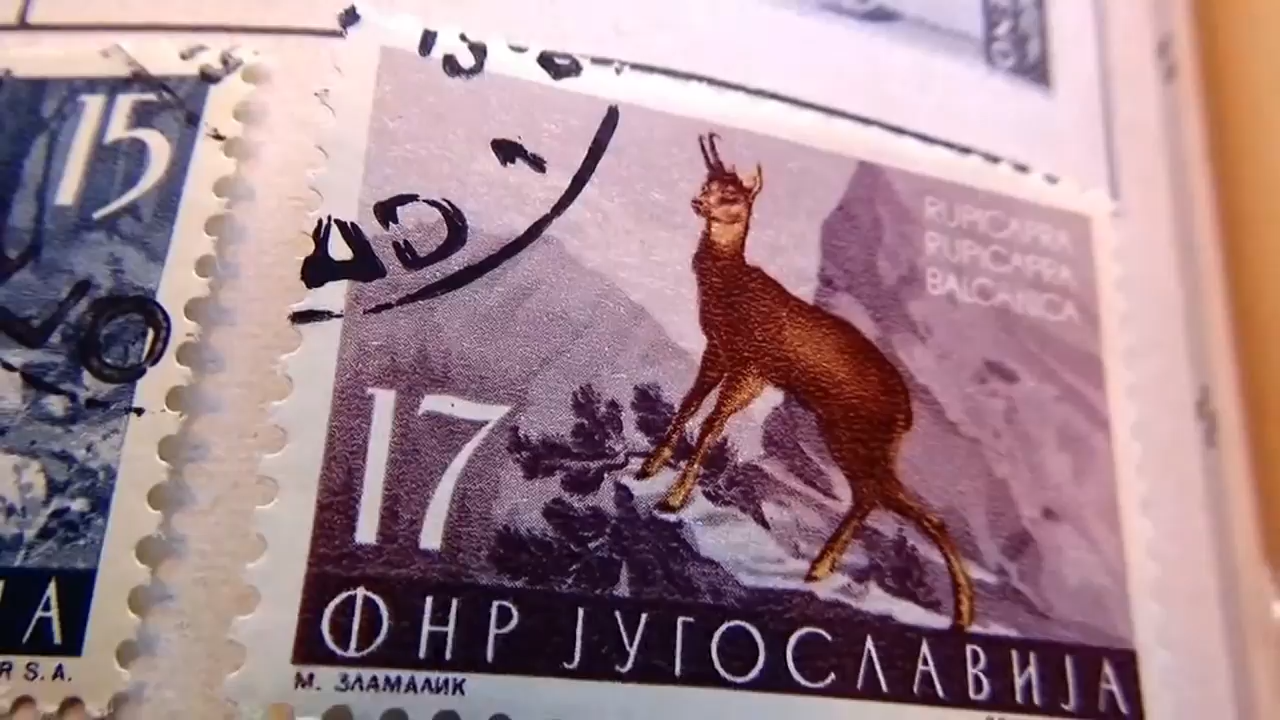 15
RUPICAPRA
RUPICAPRA
BALCANICA
17
ФНР ЈУГОСЛАВИЈА
М. ЗЛАМАЛИК
А
R S.A.